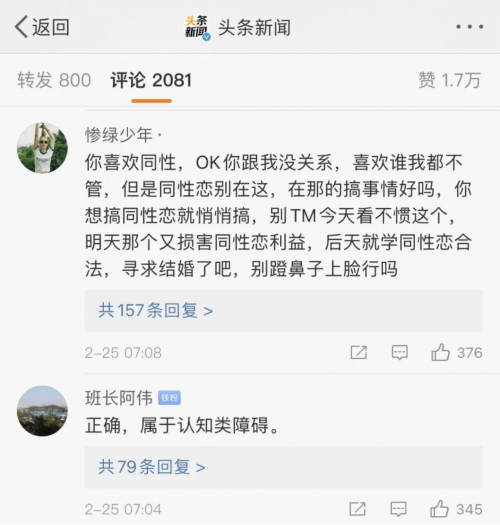 返回
头条
新闻
头条新闻
转发 800
评论 2081
赞 1.7万
惨绿少年·
你喜欢同性，OK你跟我没关系，喜欢谁我都不
管，但是同性恋别在这，在那的搞事情好吗，你
想搞同性恋就悄悄搞，别TM今天看不惯这个，
明天那个又损害同性恋利益，后天就学同性恋合
法，寻求结婚了吧，别蹬鼻子上脸行吗
共157条回复 >
2-25 07:08
376
班长阿伟 铁粉
正确，属于认知类障碍。
共79条回复 >
2-25 07:04
345